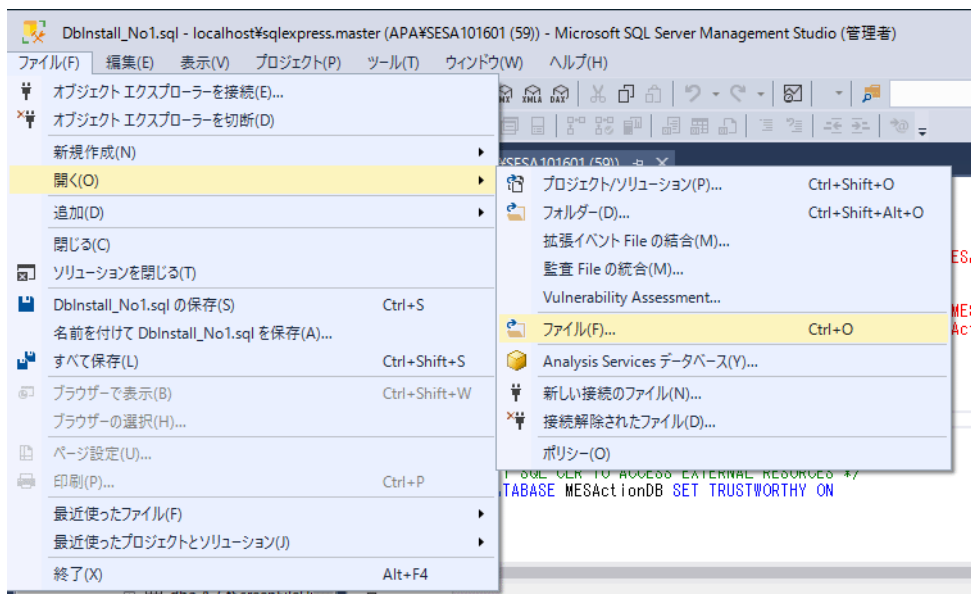 DbInstall_No1.sql - localhost¥sqlexpress.master (APA¥SESA101601 (59)) - Microsoft SQL Server Management Studio (管理者)
ファイル(F) 編集(E) 表示(V) プロジェクト(P) ツール(T) ウィンドウ(W) ヘルプ(H)
オブジェクト エクスプローラーを接続(E)...
オブジェクト エクスプローラーを切断(D)
新規作成(N)
開く(O)
追加(D)
閉じる(C)
ソリューションを閉じる(T)
DbInstall_No1.sql の保存(S) Ctrl+S
名前を付けて DbInstall_No1.sql を保存(A)...
すべて保存(L) Ctrl+Shift+S
ブラウザーで表示(B) Ctrl+Shift+W
ブラウザーの選択(H)...
ページ設定(U)...
印刷(P)... Ctrl+P
最近使ったファイル(F)
最近使ったプロジェクトとソリューション(J)
終了(X) Alt+F4
XMLA DAX
¥SESA101601 (59))
プロジェクト/ソリューション(P)... Ctrl+Shift+O
フォルダー(D)... Ctrl+Shift+Alt+O
拡張イベント File の結合(M)...
監査 File の統合(M)...
Vulnerability Assessment...
ファイル(F)... Ctrl+O
Analysis Services データベース(Y)...
新しい接続のファイル(N)...
接続解除されたファイル(D)...
ポリシー(O)
SQL CLR TO ACCESS EXTERNAL RESORCES */
TABASE MESActionDB SET TRUSTWORTHY ON